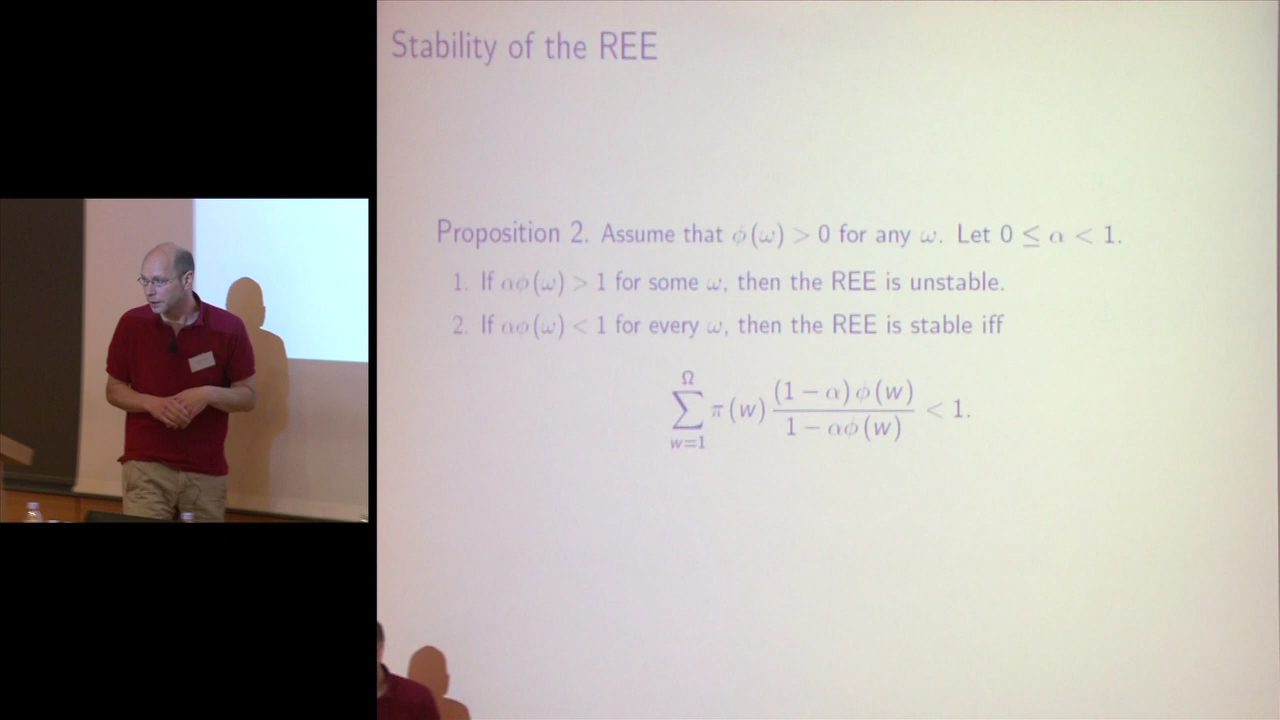 Stability of the REE
Proposition 2. Assume that ϕ(ω) > 0 for any ω. Let 0 ≤ α < 1.
1. If αϕ(ω) > 1 for some ω, then the REE is unstable.
2. If αϕ(ω) < 1 for every ω, then the REE is stable iff
\sum_{w=1}^{Ω} π(w) \frac{(1 − α)ϕ(w)}{1 − αϕ(w)} < 1.